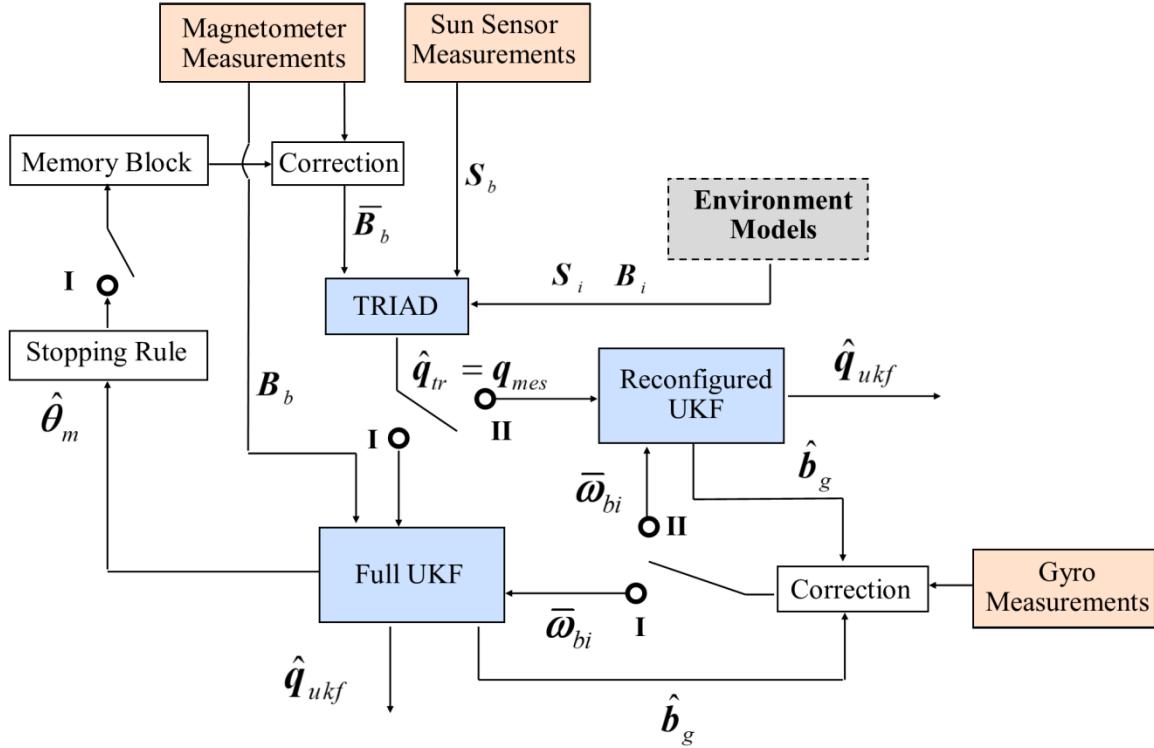 Magnetometer
Measurements
Sun Sensor
Measurements
Memory Block
Correction
S_b
B̅_b
Environment
Models
I
S_i B_i
TRIAD
Stopping Rule
q̂_tr = q_mes
Reconfigured
UKF
q̂_ukf
B_b
θ̂_m
I
II
b̂_g
ω̅_bi
II
Full UKF
Correction
Gyro
Measurements
ω̅_bi
I
q̂_ukf
b̂_g